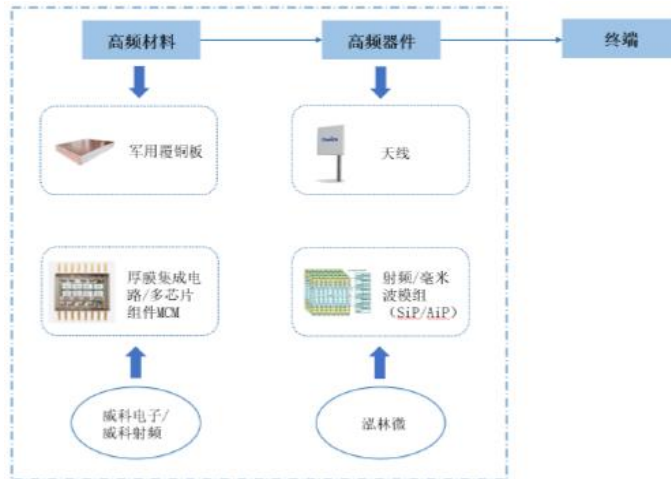 高频材料
高频器件
终端
军用覆铜板
天线
厚膜集成电
路/多芯片
组件MCM
射频/毫米
波模组
（SiP/AiP）
威科电子/
威科射频
泓林微